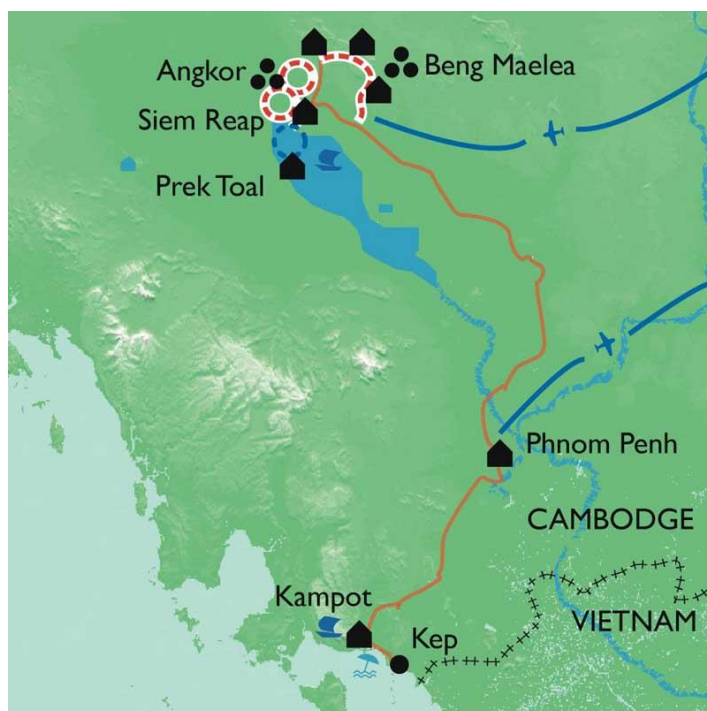 Angkor
Beng Maelea
Siem Reap
Prek Toal
Phnom Penh
CAMBODGE
Kampot
VIETNAM
Kep